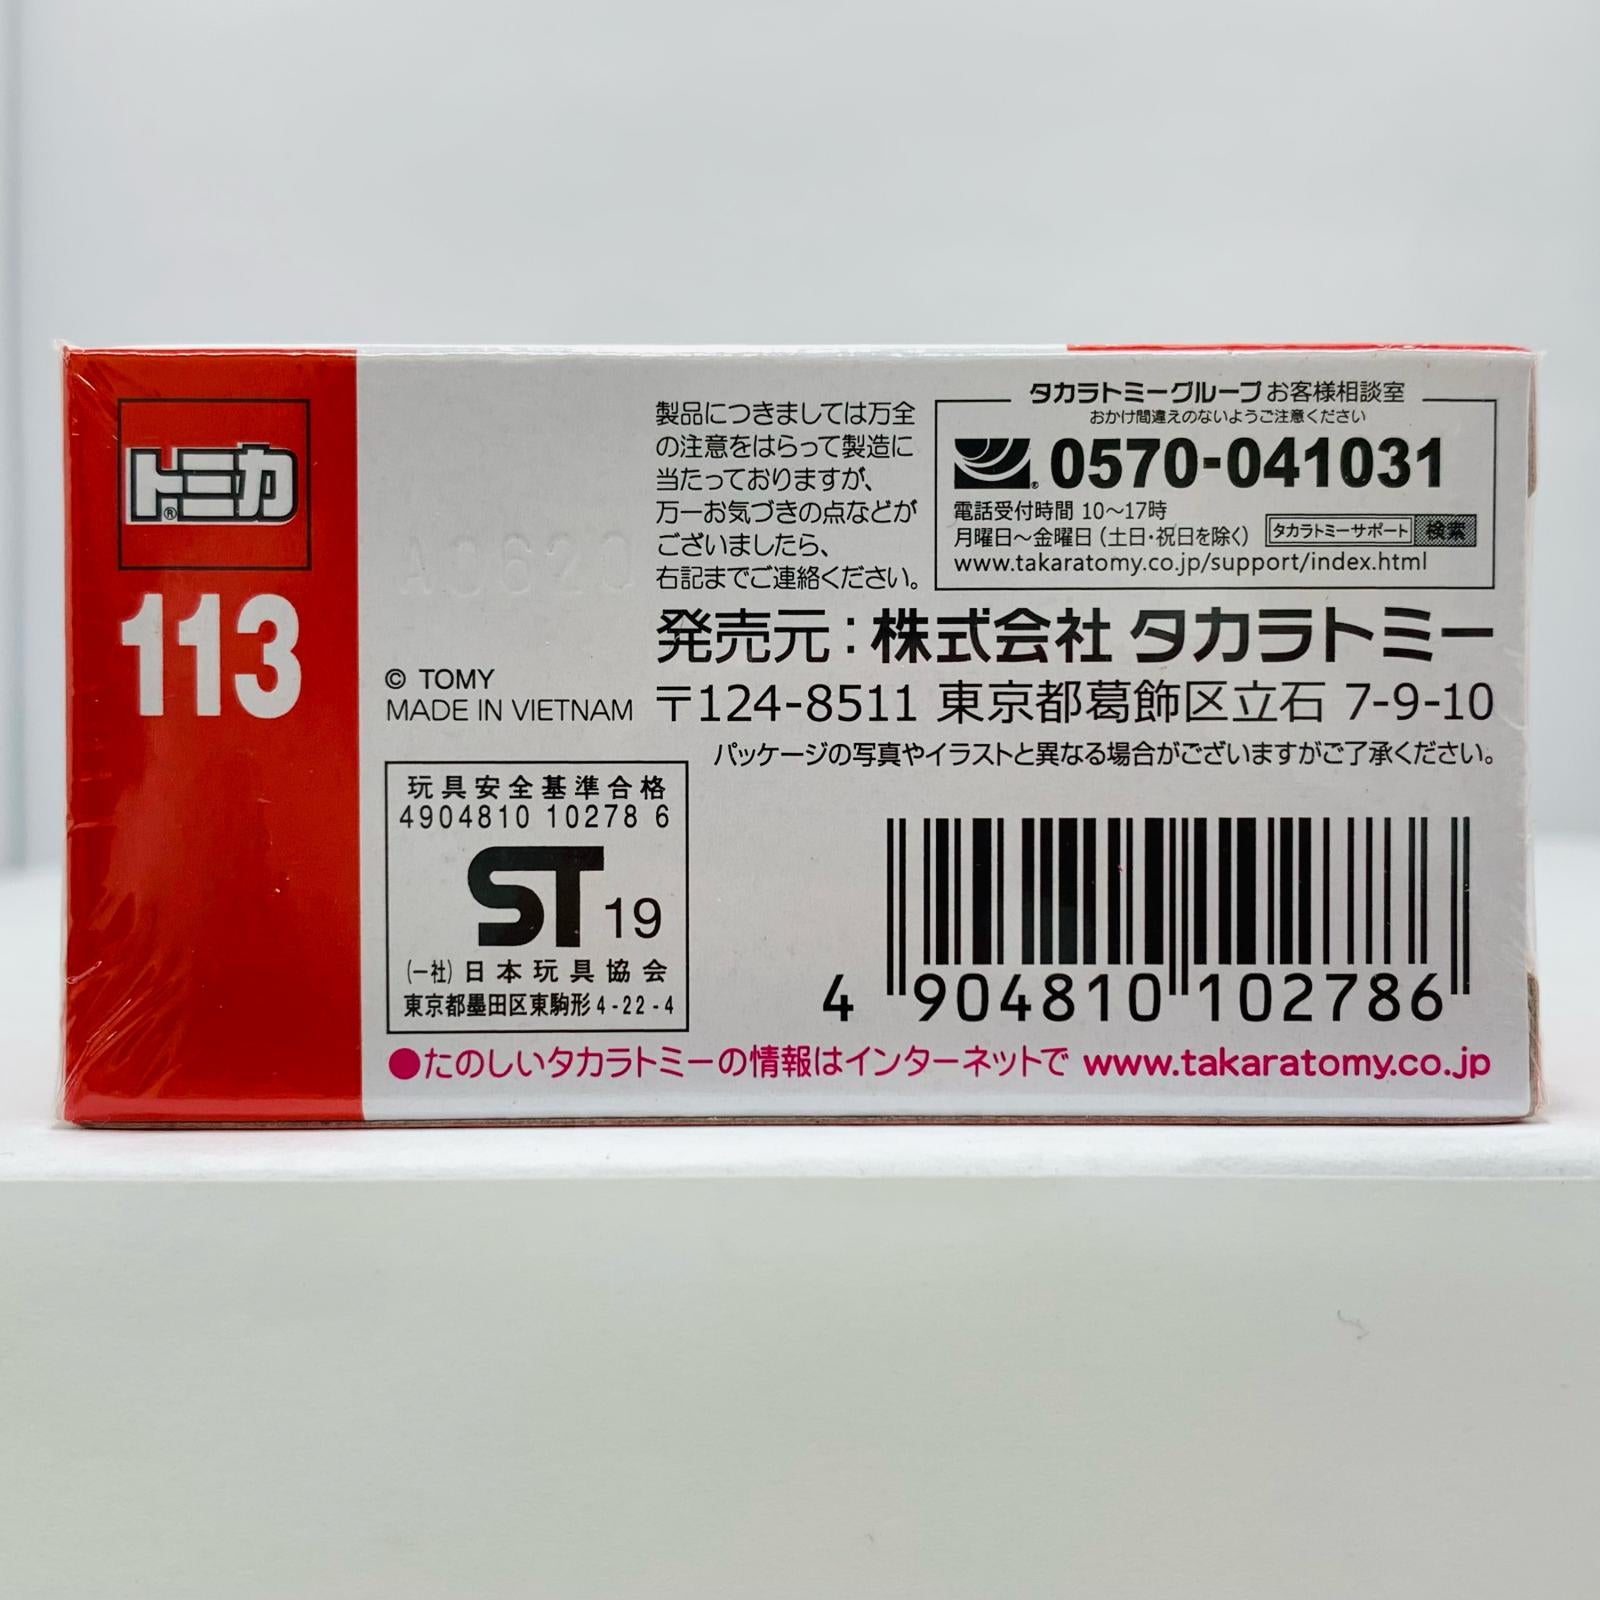 トミカ®
113
© TOMY
MADE IN VIETNAM
A0620
製品につきましては万全
の注意をはらって製造に
当たっておりますが、
万一お気づきの点などが
ございましたら、
右記までご連絡ください。
タカラトミーグループお客様相談室
おかけ間違えのないようご注意ください
0570-041031
電話受付時間 10〜17時
月曜日〜金曜日（土日・祝日を除く）
タカラトミーサポート 検索
www.takaratomy.co.jp/support/index.html
発売元：株式会社 タカラトミー
〒124-8511 東京都葛飾区立石 7-9-10
パッケージの写真やイラストと異なる場合がございますがご了承ください。
玩具安全基準合格
4904810 10278 6
ST 19
(一社)日本玩具協会
東京都墨田区東駒形4-22-4
4 904810 102786
●たのしいタカラトミーの情報はインターネットで www.takaratomy.co.jp